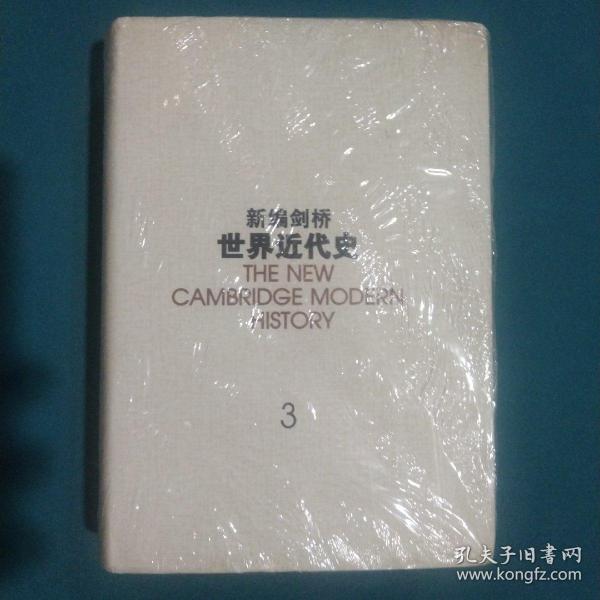 新编剑桥
世界近代史
THE NEW
CAMBRIDGE MODERN
HISTORY
3
孔夫子旧书网
www.kongfz.com